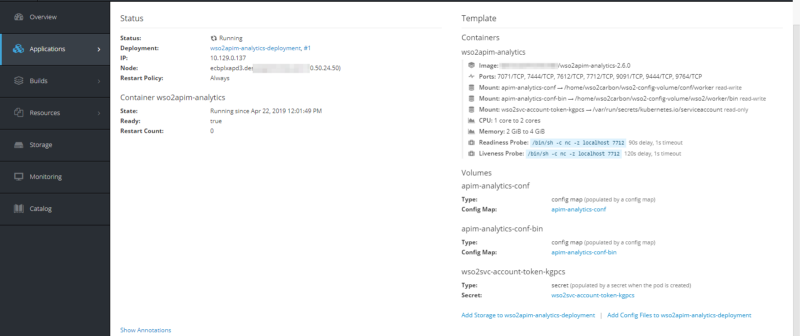 Overview
Applications
Builds
Resources
Storage
Monitoring
Catalog
Status
Status: Running
Deployment: wso2apim-analytics-deployment, #1
IP: 10.129.0.137
Node: ecbplxapd3.des 0.50.24.50)
Restart Policy: Always
Container wso2apim-analytics
State: Running since Apr 22, 2019 12:01:49 PM
Ready: true
Restart Count: 0
Show Annotations
Template
Containers
wso2apim-analytics
Image: /wso2apim-analytics-2.6.0
Ports: 7071/TCP, 7444/TCP, 7612/TCP, 7712/TCP, 9091/TCP, 9444/TCP, 9764/TCP
Mount: apim-analytics-conf → /home/wso2carbon/wso2-config-volume/conf/worker read-write
Mount: apim-analytics-conf-bin → /home/wso2carbon/wso2-config-volume/wso2/worker/bin read-write
Mount: wso2svc-account-token-kgpcs → /var/run/secrets/kubernetes.io/serviceaccount read-only
CPU: 1 core to 2 cores
Memory: 2 GiB to 4 GiB
Readiness Probe: /bin/sh -c nc -z localhost 7712 90s delay, 1s timeout
Liveness Probe: /bin/sh -c nc -z localhost 7712 120s delay, 1s timeout
Volumes
apim-analytics-conf
Type: config map (populated by a config map)
Config Map: apim-analytics-conf
apim-analytics-conf-bin
Type: config map (populated by a config map)
Config Map: apim-analytics-conf-bin
wso2svc-account-token-kgpcs
Type: secret (populated by a secret when the pod is created)
Secret: wso2svc-account-token-kgpcs
Add Storage to wso2apim-analytics-deployment | Add Config Files to wso2apim-analytics-deployment